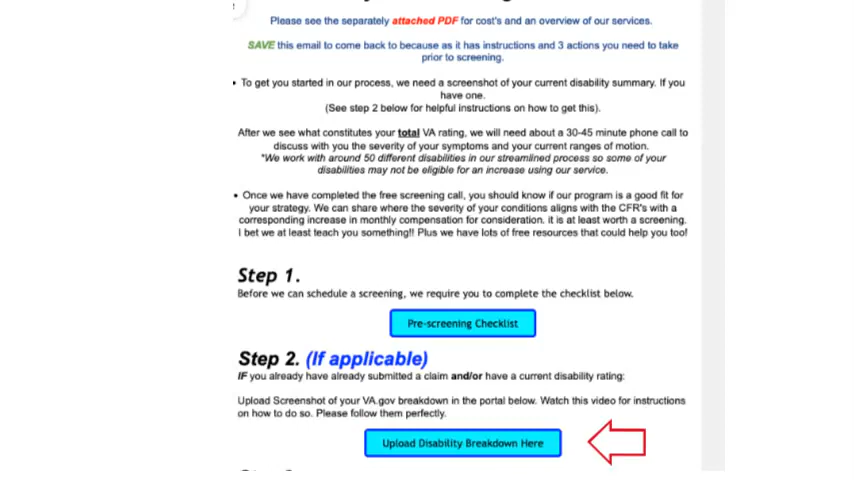 Please see the separately attached PDF for cost's and an overview of our services.
SAVE this email to come back to because as it has instructions and 3 actions you need to take
prior to screening.
• To get you started in our process, we need a screenshot of your current disability summary. If you
have one.
(See step 2 below for helpful instructions on how to get this).
After we see what constitutes your total VA rating, we will need about a 30-45 minute phone call to
discuss with you the severity of your symptoms and your current ranges of motion.
*We work with around 50 different disabilities in our streamlined process so some of your
disabilities may not be eligible for an increase using our service.
• Once we have completed the free screening call, you should know if our program is a good fit for
your strategy. We can share where the severity of your conditions aligns with the CFR's with a
corresponding increase in monthly compensation for consideration. it is at least worth a screening.
I bet we at least teach you something!! Plus we have lots of free resources that could help you too!
Step 1.
Before we can schedule a screening, we require you to complete the checklist below.
Pre-screening Checklist
Step 2. (If applicable)
IF you already have already submitted a claim and/or have a current disability rating:
Upload Screenshot of your VA.gov breakdown in the portal below. Watch this video for instructions
on how to do so. Please follow them perfectly.
Upload Disability Breakdown Here